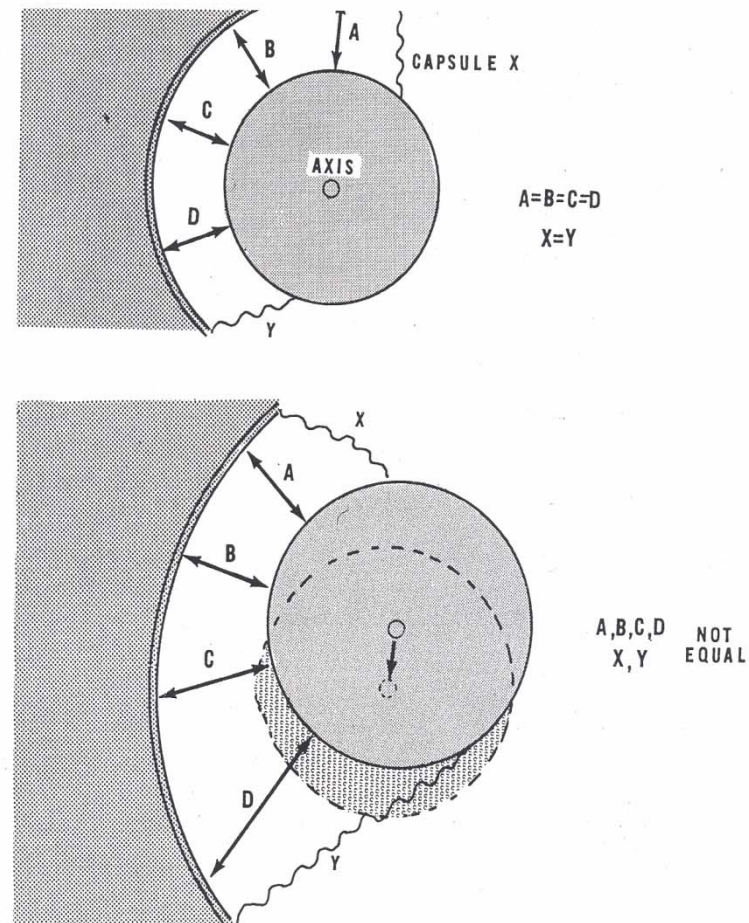 A
B
CAPSULE X
C
AXIS
D
A=B=C=D
X=Y
Y
X
A
B
C
A,B,C,D NOT
X,Y EQUAL
D
Y